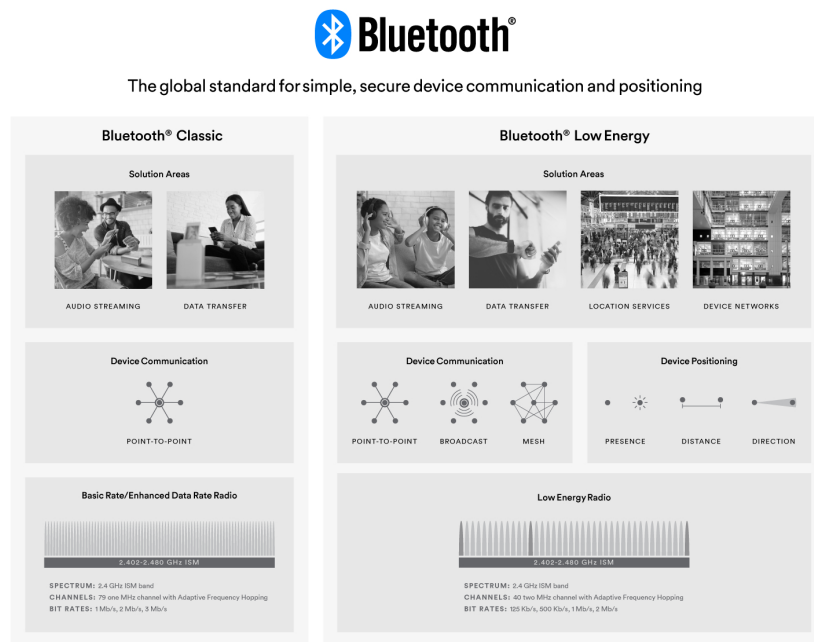 Bluetooth®
The global standard for simple, secure device communication and positioning
Bluetooth® Classic
Solution Areas
AUDIO STREAMING
DATA TRANSFER
Device Communication
POINT-TO-POINT
Basic Rate/Enhanced Data Rate Radio
2.402-2.480 GHz ISM
SPECTRUM: 2.4 GHz ISM band
CHANNELS: 79 one MHz channel with Adaptive Frequency Hopping
BIT RATES: 1 Mb/s, 2 Mb/s, 3 Mb/s
Bluetooth® Low Energy
Solution Areas
AUDIO STREAMING
DATA TRANSFER
LOCATION SERVICES
DEVICE NETWORKS
Device Communication
POINT-TO-POINT
BROADCAST
MESH
Device Positioning
PRESENCE
DISTANCE
DIRECTION
Low Energy Radio
2.402-2.480 GHz ISM
SPECTRUM: 2.4 GHz ISM band
CHANNELS: 40 two MHz channel with Adaptive Frequency Hopping
BIT RATES: 125 Kb/s, 500 Kb/s, 1 Mb/s, 2 Mb/s